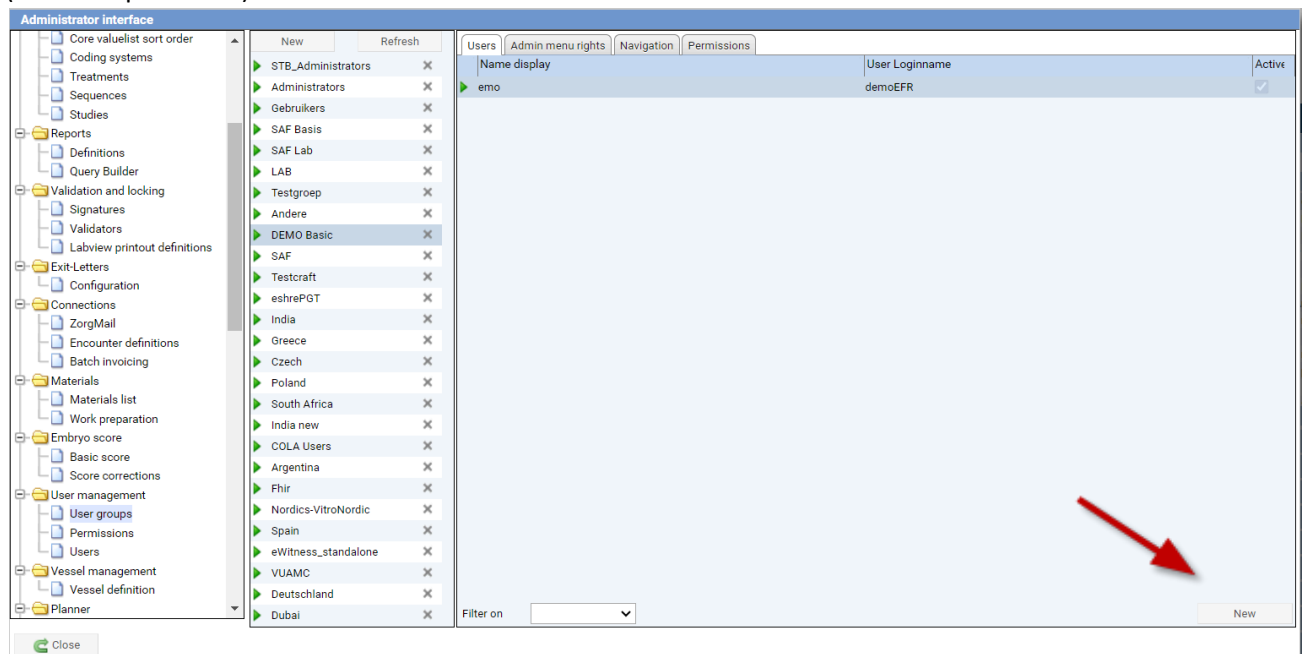 Administrator interface
Core valuelist sort order
Coding systems
Treatments
Sequences
Studies
Reports
Definitions
Query Builder
Validation and locking
Signatures
Validators
Labview printout definitions
Exit-Letters
Configuration
Connections
ZorgMail
Encounter definitions
Batch invoicing
Materials
Materials list
Work preparation
Embryo score
Basic score
Score corrections
User management
User groups
Permissions
Users
Vessel management
Vessel definition
Planner
New Refresh
STB_Administrators
Administrators
Gebruikers
SAF Basis
SAF Lab
LAB
Testgroep
Andere
DEMO Basic
SAF
Testcraft
eshrePGT
India
Greece
Czech
Poland
South Africa
India new
COLA Users
Argentina
Fhir
Nordics-VitroNordic
Spain
eWitness_standalone
VUAMC
Deutschland
Dubai
Users Admin menu rights Navigation Permissions
Name display User Loginname Active
emo demoEFR
Filter on New
Close